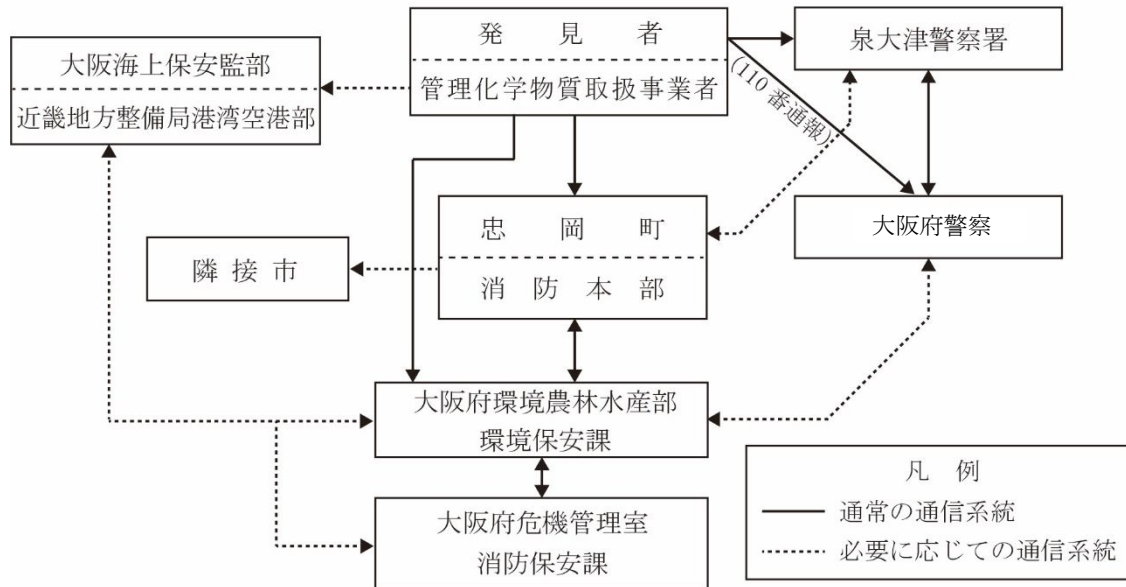 発見者
管理化学物質取扱事業者
泉大津警察署
大阪海上保安監部
近畿地方整備局港湾空港部
(110番通報)
忠岡町
消防本部
大阪府警察
隣接市
大阪府環境農林水産部
環境保安課
大阪府危機管理室
消防保安課
凡例
通常の通信系統
必要に応じての通信系統